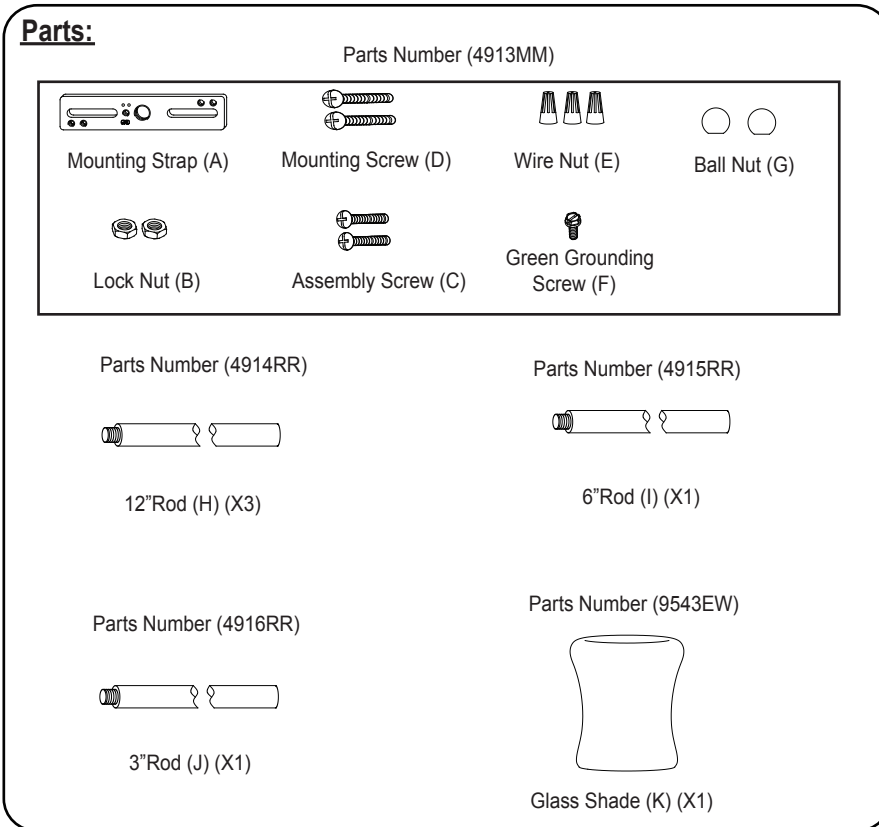 Parts:
Parts Number (4913MM)
Mounting Strap (A)
Mounting Screw (D)
Wire Nut (E)
Ball Nut (G)
Lock Nut (B)
Assembly Screw (C)
Green Grounding
Screw (F)
Parts Number (4914RR)
12”Rod (H) (X3)
Parts Number (4915RR)
6”Rod (I) (X1)
Parts Number (4916RR)
3”Rod (J) (X1)
Parts Number (9543EW)
Glass Shade (K) (X1)